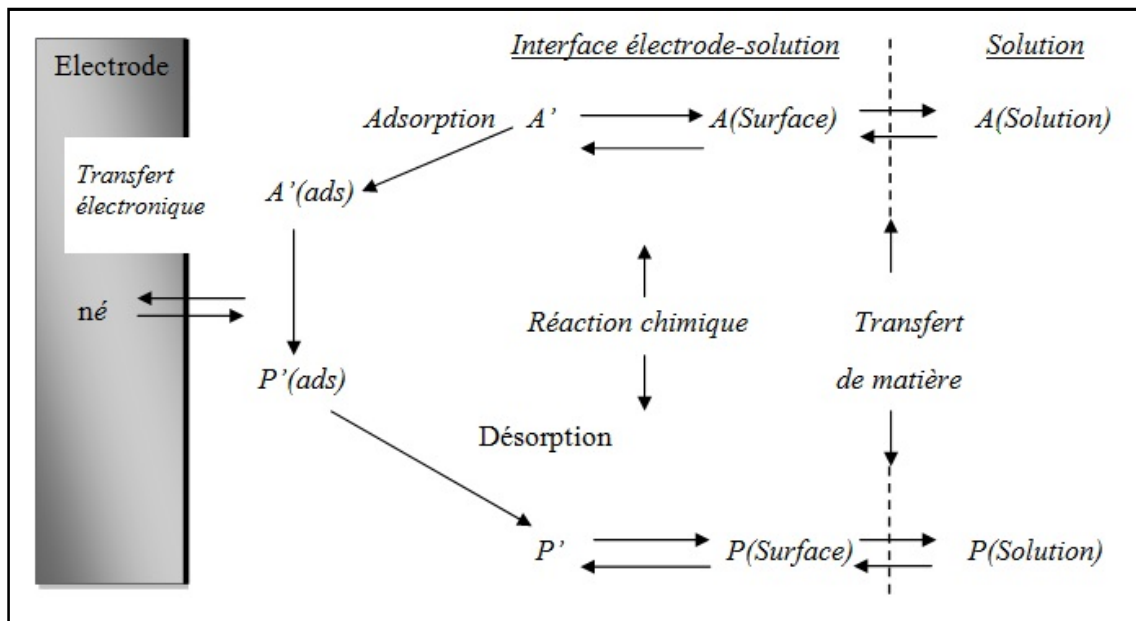 Interface électrode-solution
Solution
Electrode
Adsorption
A'
A(Surface)
A(Solution)
Transfert
électronique
A'(ads)
né
Réaction chimique
Transfert
de matière
P'(ads)
Désorption
P'
P(Surface)
P(Solution)